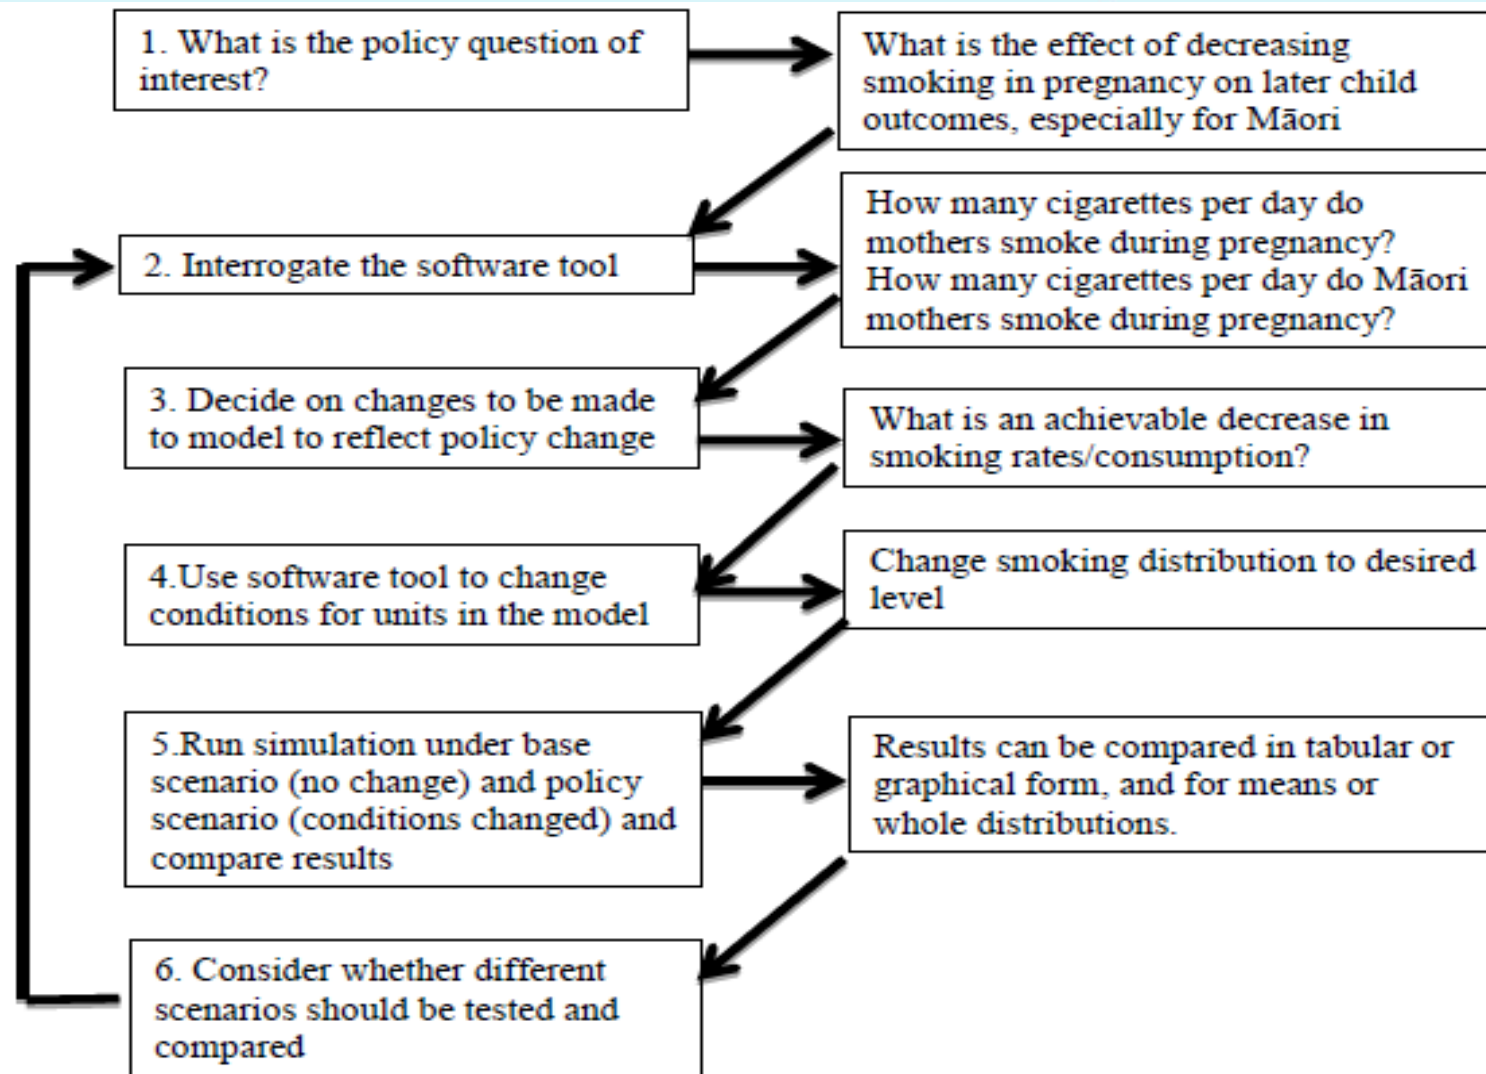 1. What is the policy question of
interest?
What is the effect of decreasing
smoking in pregnancy on later child
outcomes, especially for Māori
2. Interrogate the software tool
How many cigarettes per day do
mothers smoke during pregnancy?
How many cigarettes per day do Māori
mothers smoke during pregnancy?
3. Decide on changes to be made
to model to reflect policy change
What is an achievable decrease in
smoking rates/consumption?
4.Use software tool to change
conditions for units in the model
Change smoking distribution to desired
level
5.Run simulation under base
scenario (no change) and policy
scenario (conditions changed) and
compare results
Results can be compared in tabular or
graphical form, and for means or
whole distributions.
6. Consider whether different
scenarios should be tested and
compared